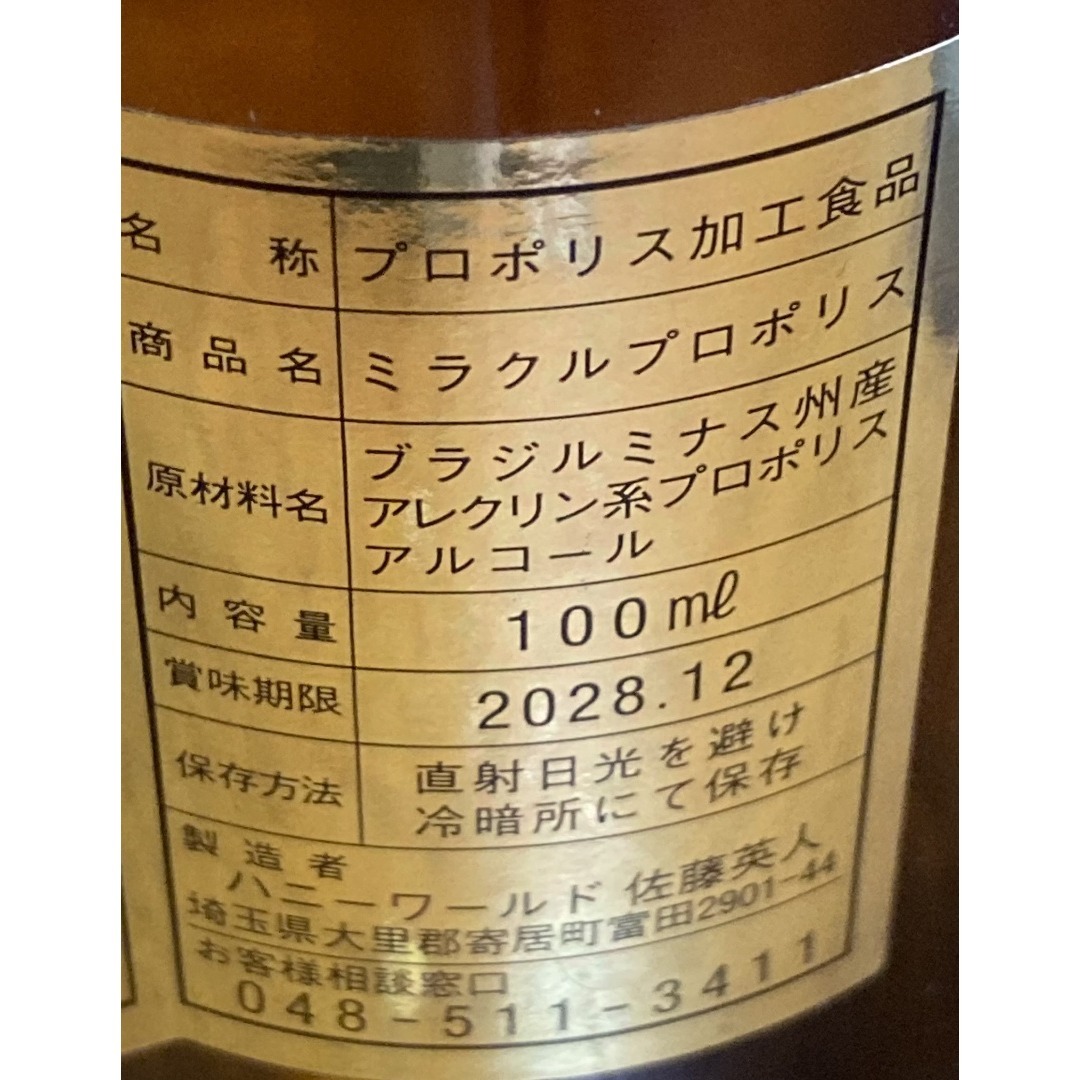 名称 プロポリス加工食品
商品名 ミラクルプロポリス
原材料名 ブラジルミナス州産
アレクリン系プロポリス
アルコール
内容量 100mℓ
賞味期限 2028.12
保存方法 直射日光を避け
冷暗所にて保存
製造者
ハニーワールド 佐藤英人
埼玉県大里郡寄居町富田2901-44
お客様相談窓口
048-511-3411